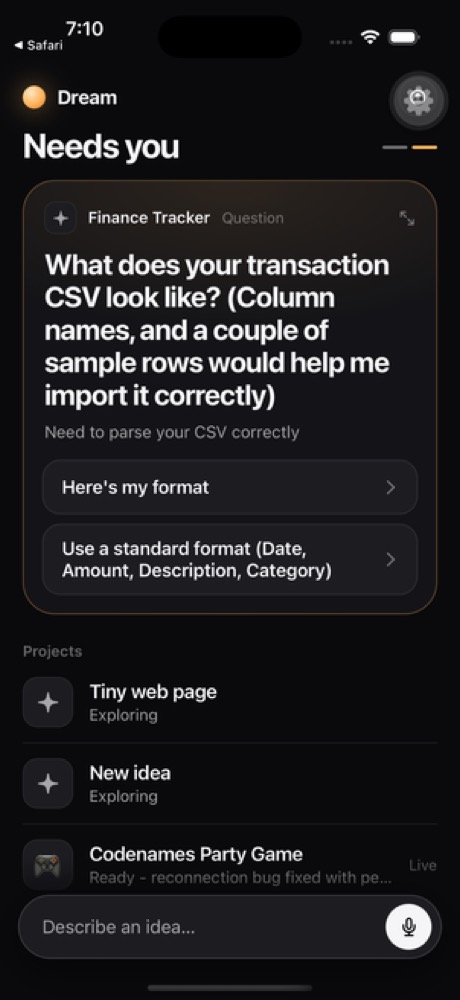 7:10
◀ Safari
Dream
Needs you
Finance Tracker Question
What does your transaction
CSV look like? (Column
names, and a couple of
sample rows would help me
import it correctly)
Need to parse your CSV correctly
Here's my format
Use a standard format (Date,
Amount, Description, Category)
Projects
Tiny web page
Exploring
New idea
Exploring
Codenames Party Game
Live
Ready - reconnection bug fixed with pe...
Describe an idea...